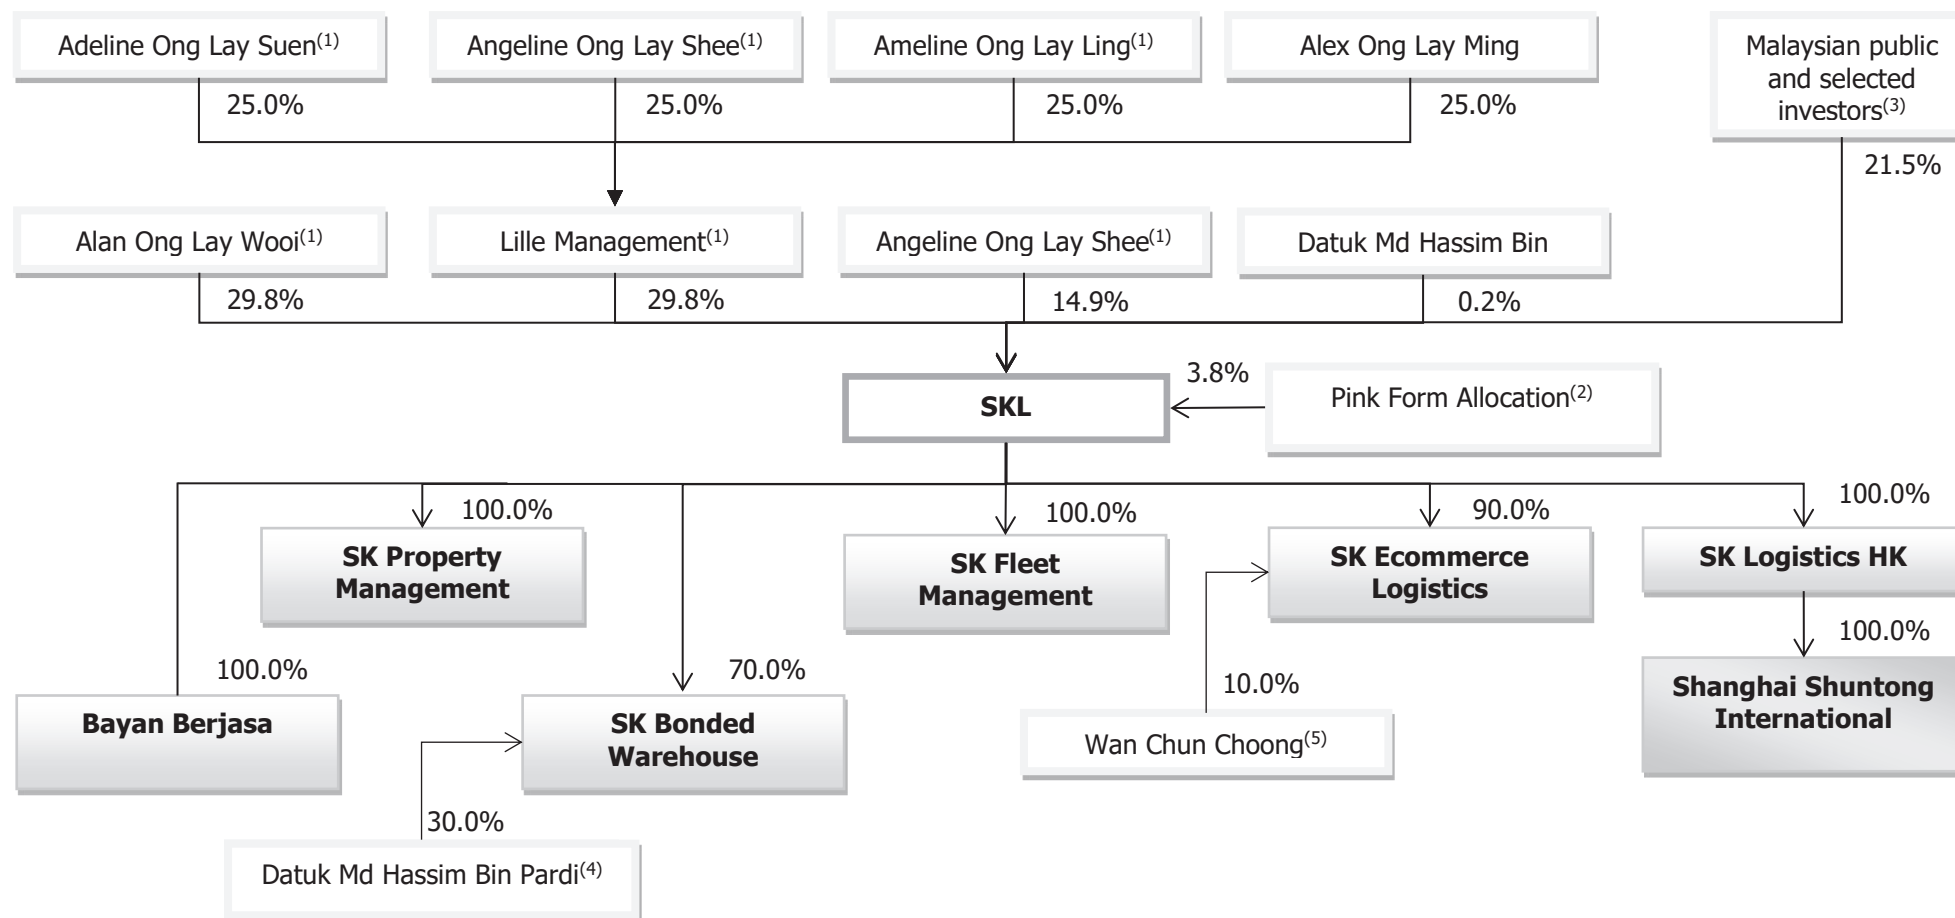 Adeline Ong Lay Suen(1)
Angeline Ong Lay Shee(1)
Ameline Ong Lay Ling(1)
Alex Ong Lay Ming
Malaysian public
and selected
investors(3)
25.0%
25.0%
25.0%
25.0%
21.5%
Alan Ong Lay Wooi(1)
Lille Management(1)
Angeline Ong Lay Shee(1)
Datuk Md Hassim Bin
29.8%
29.8%
14.9%
0.2%
SKL
3.8%
Pink Form Allocation(2)
100.0%
100.0%
90.0%
100.0%
SK Property
Management
SK Fleet
Management
SK Ecommerce
Logistics
SK Logistics HK
100.0%
100.0%
70.0%
10.0%
Bayan Berjasa
SK Bonded
Warehouse
Wan Chun Choong(5)
Shanghai Shuntong
International
30.0%
Datuk Md Hassim Bin Pardi(4)